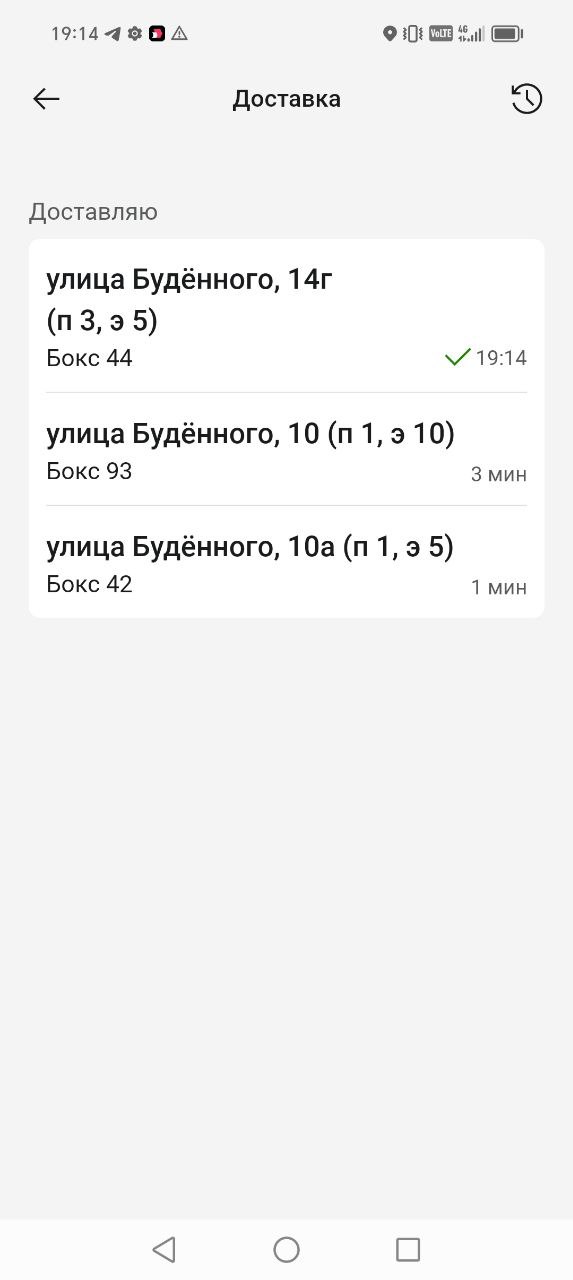 19:14
VoLTE 4G
Доставка
Доставляю
улица Будённого, 14г
(п 3, э 5)
Бокс 44
19:14
улица Будённого, 10 (п 1, э 10)
Бокс 93
3 мин
улица Будённого, 10а (п 1, э 5)
Бокс 42
1 мин